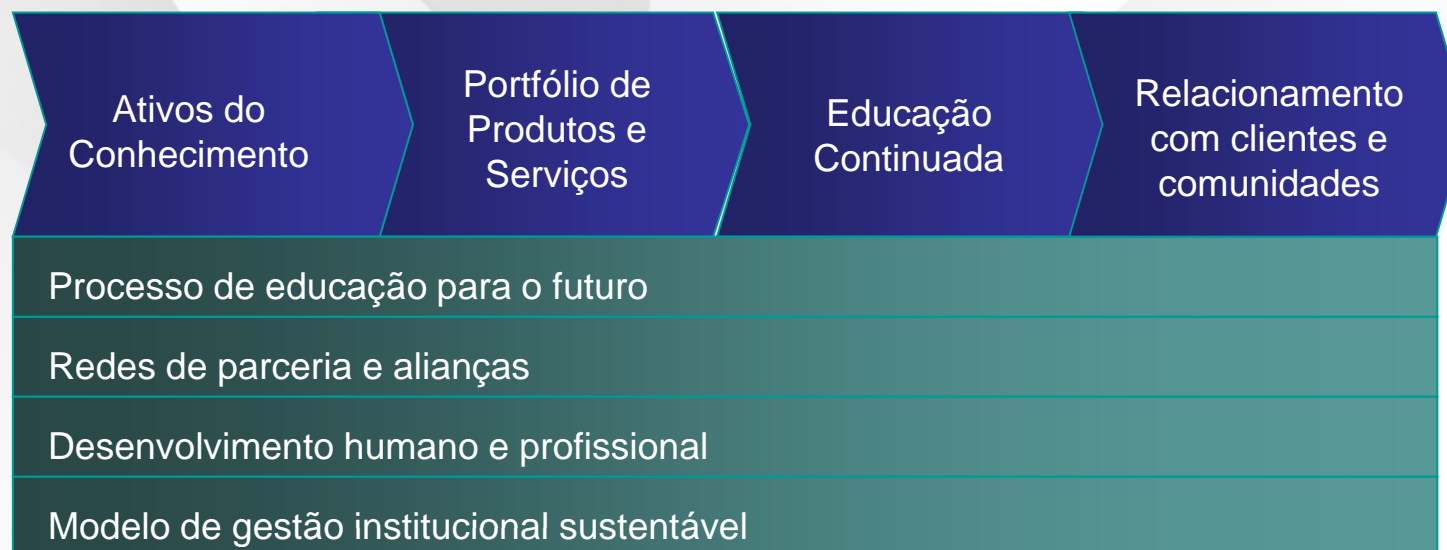 Ativos do
Conhecimento
Portfólio de
Produtos e
Serviços
Educação
Continuada
Relacionamento
com clientes e
comunidades
Processo de educação para o futuro
Redes de parceria e alianças
Desenvolvimento humano e profissional
Modelo de gestão institucional sustentável